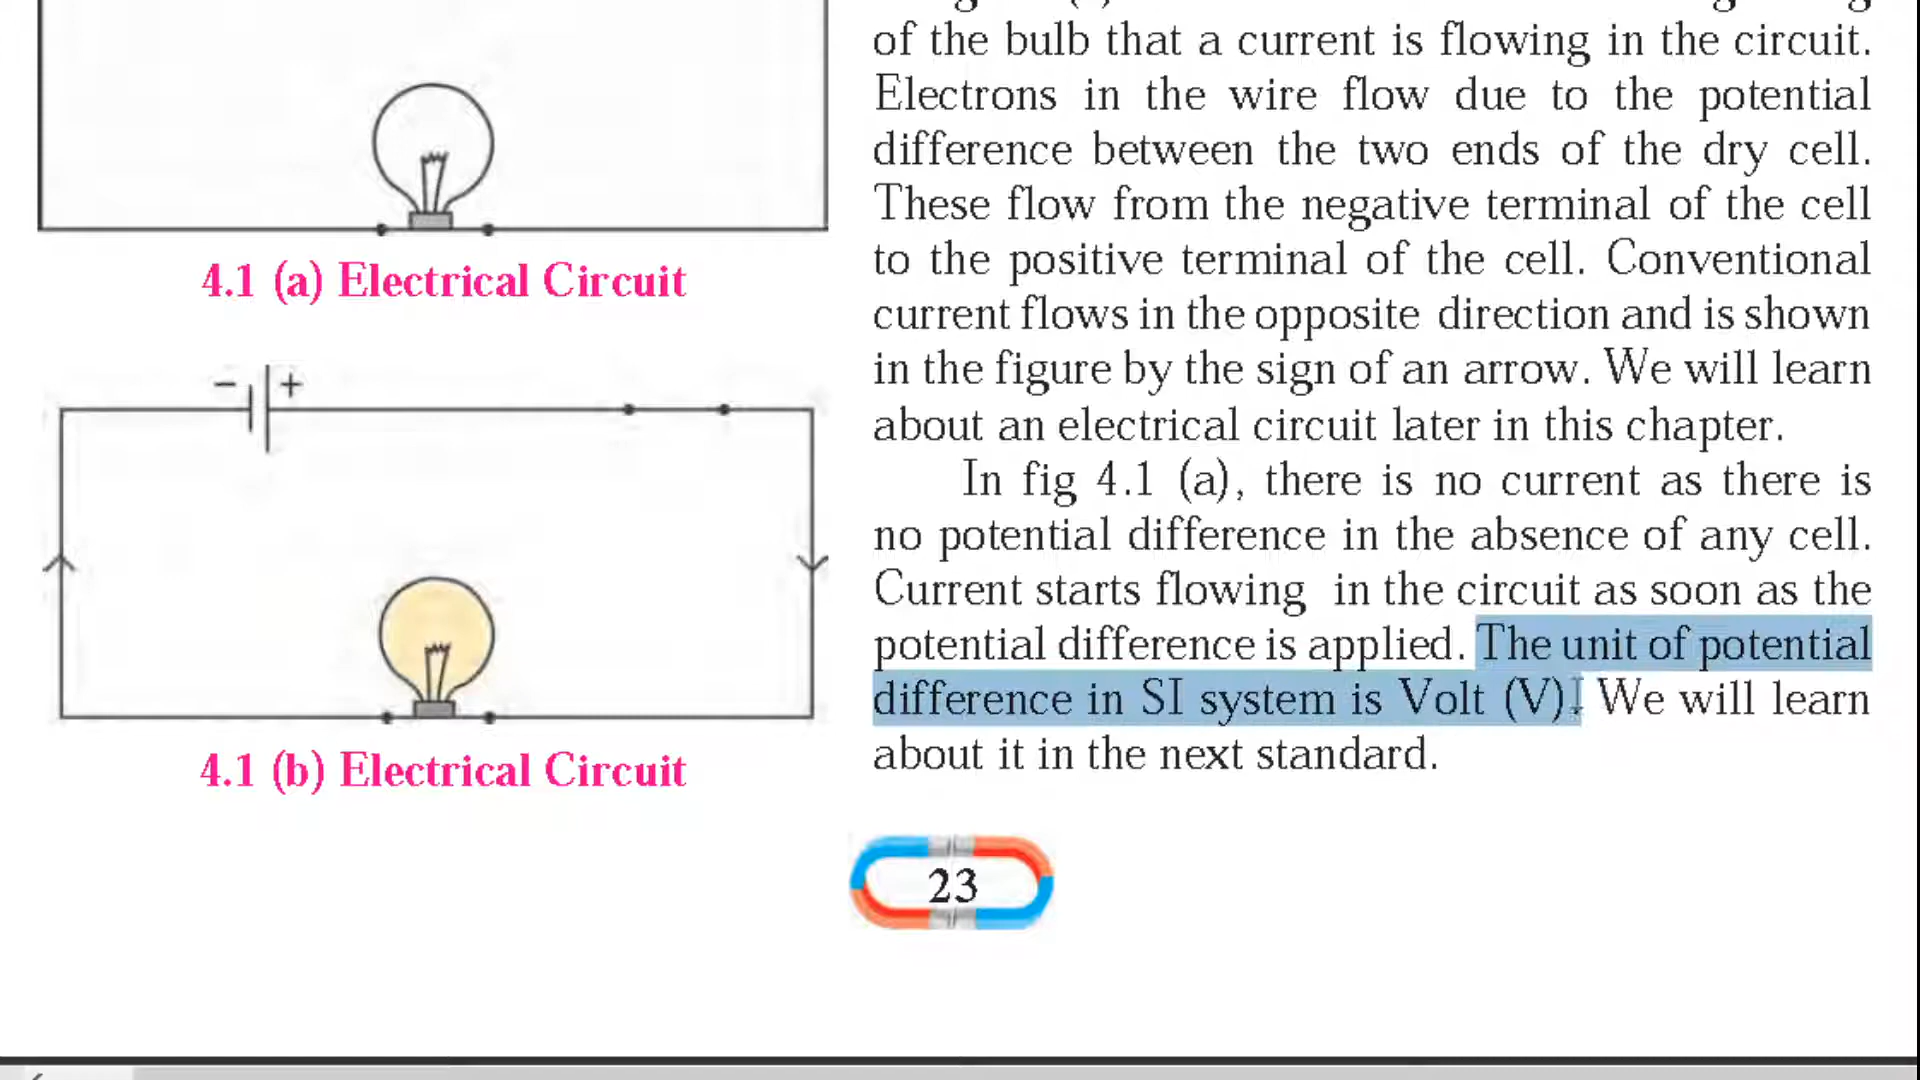 of the bulb that a current is flowing in the circuit.
Electrons in the wire flow due to the potential
difference between the two ends of the dry cell.
These flow from the negative terminal of the cell
to the positive terminal of the cell. Conventional
current flows in the opposite direction and is shown
in the figure by the sign of an arrow. We will learn
about an electrical circuit later in this chapter.
In fig 4.1 (a), there is no current as there is
no potential difference in the absence of any cell.
Current starts flowing in the circuit as soon as the
potential difference is applied. The unit of potential
difference in SI system is Volt (V). We will learn
about it in the next standard.
4.1 (a) Electrical Circuit
- +
4.1 (b) Electrical Circuit
23